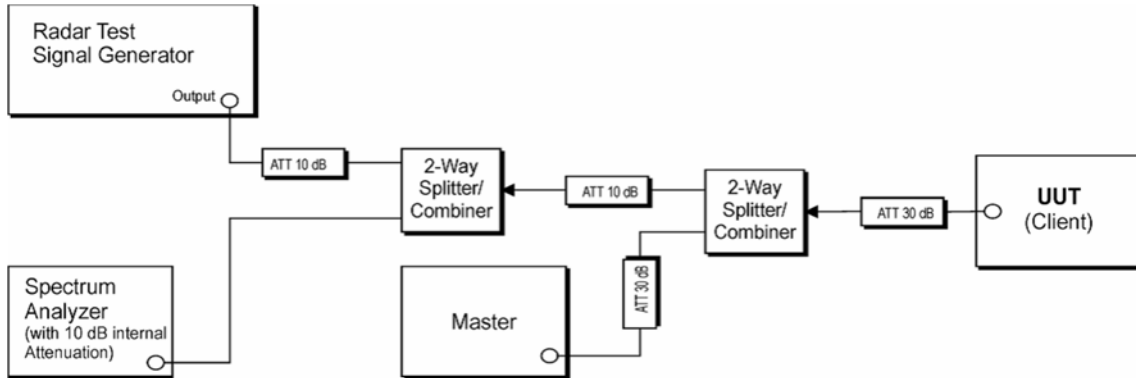 Radar Test
Signal Generator
Output
ATT 10 dB
2-Way
Splitter/
Combiner
ATT 10 dB
2-Way
Splitter/
Combiner
ATT 30 dB
UUT
(Client)
Spectrum
Analyzer
(with 10 dB internal
Attenuation)
Master
ATT 30 dB